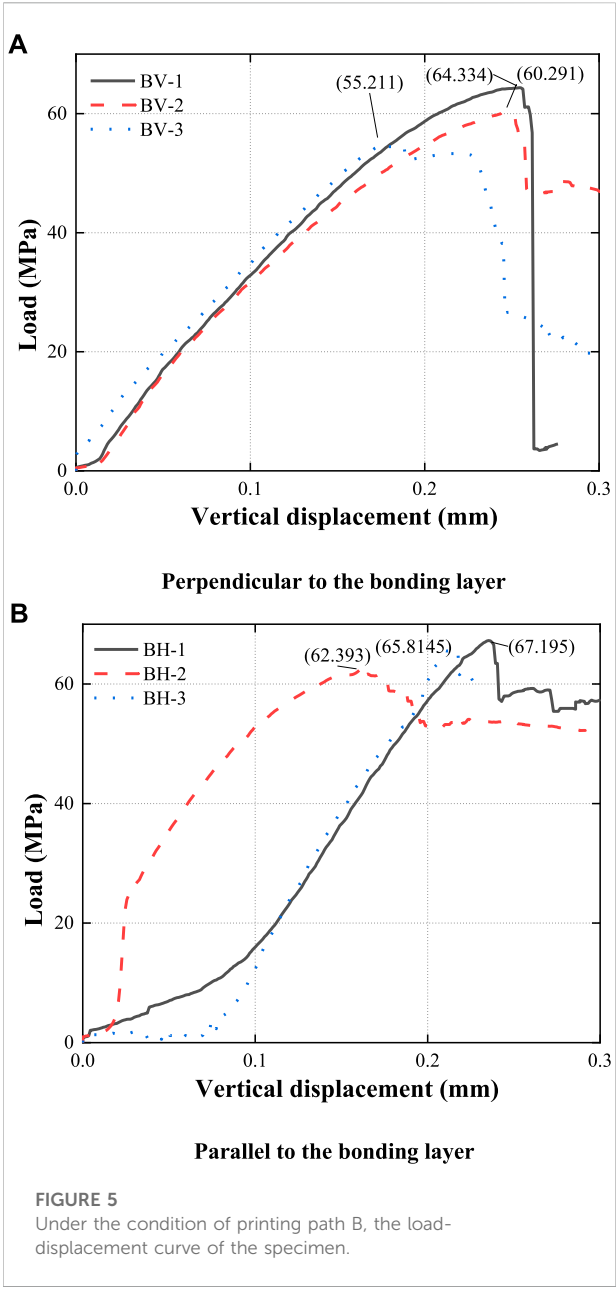 A
BV-1
BV-2
BV-3
(55.211)
(64.334)
(60.291)
60
40
20
0
0.0
0.1
0.2
0.3
Load (MPa)
Vertical displacement (mm)
Perpendicular to the bonding layer
B
BH-1
BH-2
BH-3
(62.393)
(65.8145)
(67.195)
60
40
20
0
0.0
0.1
0.2
0.3
Load (MPa)
Vertical displacement (mm)
Parallel to the bonding layer
FIGURE 5
Under the condition of printing path B, the load-
displacement curve of the specimen.